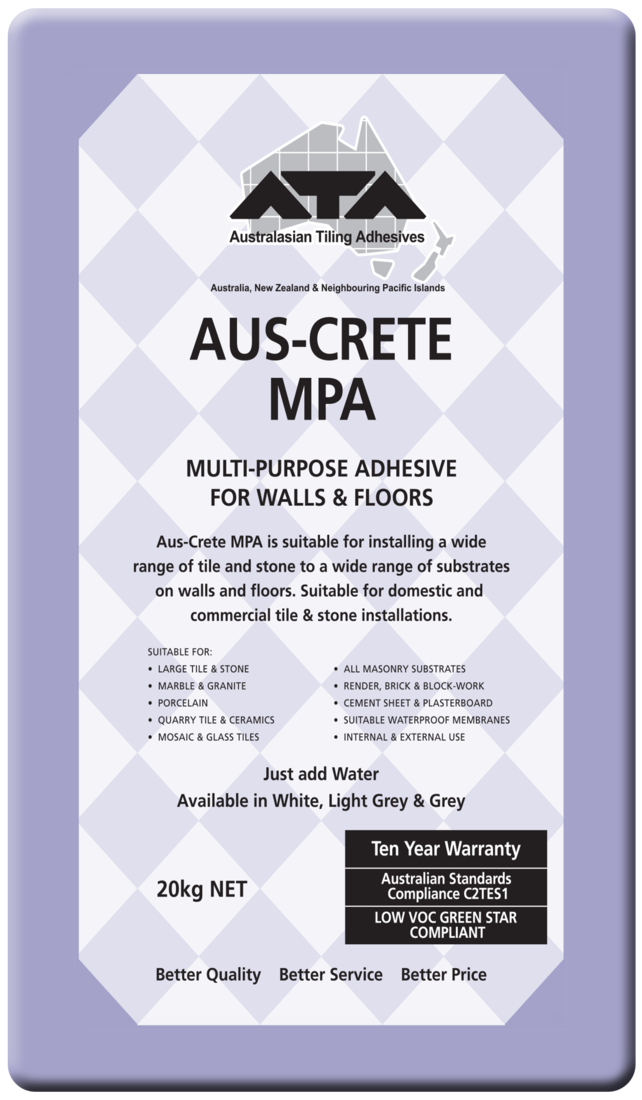 ATA
Australasian Tiling Adhesives
Australia, New Zealand & Neighbouring Pacific Islands
AUS-CRETE
MPA
MULTI-PURPOSE ADHESIVE
FOR WALLS & FLOORS
Aus-Crete MPA is suitable for installing a wide
range of tile and stone to a wide range of substrates
on walls and floors. Suitable for domestic and
commercial tile & stone installations.
SUITABLE FOR:
• LARGE TILE & STONE
• MARBLE & GRANITE
• PORCELAIN
• QUARRY TILE & CERAMICS
• MOSAIC & GLASS TILES
• ALL MASONRY SUBSTRATES
• RENDER, BRICK & BLOCK-WORK
• CEMENT SHEET & PLASTERBOARD
• SUITABLE WATERPROOF MEMBRANES
• INTERNAL & EXTERNAL USE
Just add Water
Available in White, Light Grey & Grey
20kg NET
Ten Year Warranty
Australian Standards
Compliance C2TES1
LOW VOC GREEN STAR
COMPLIANT
Better Quality Better Service Better Price